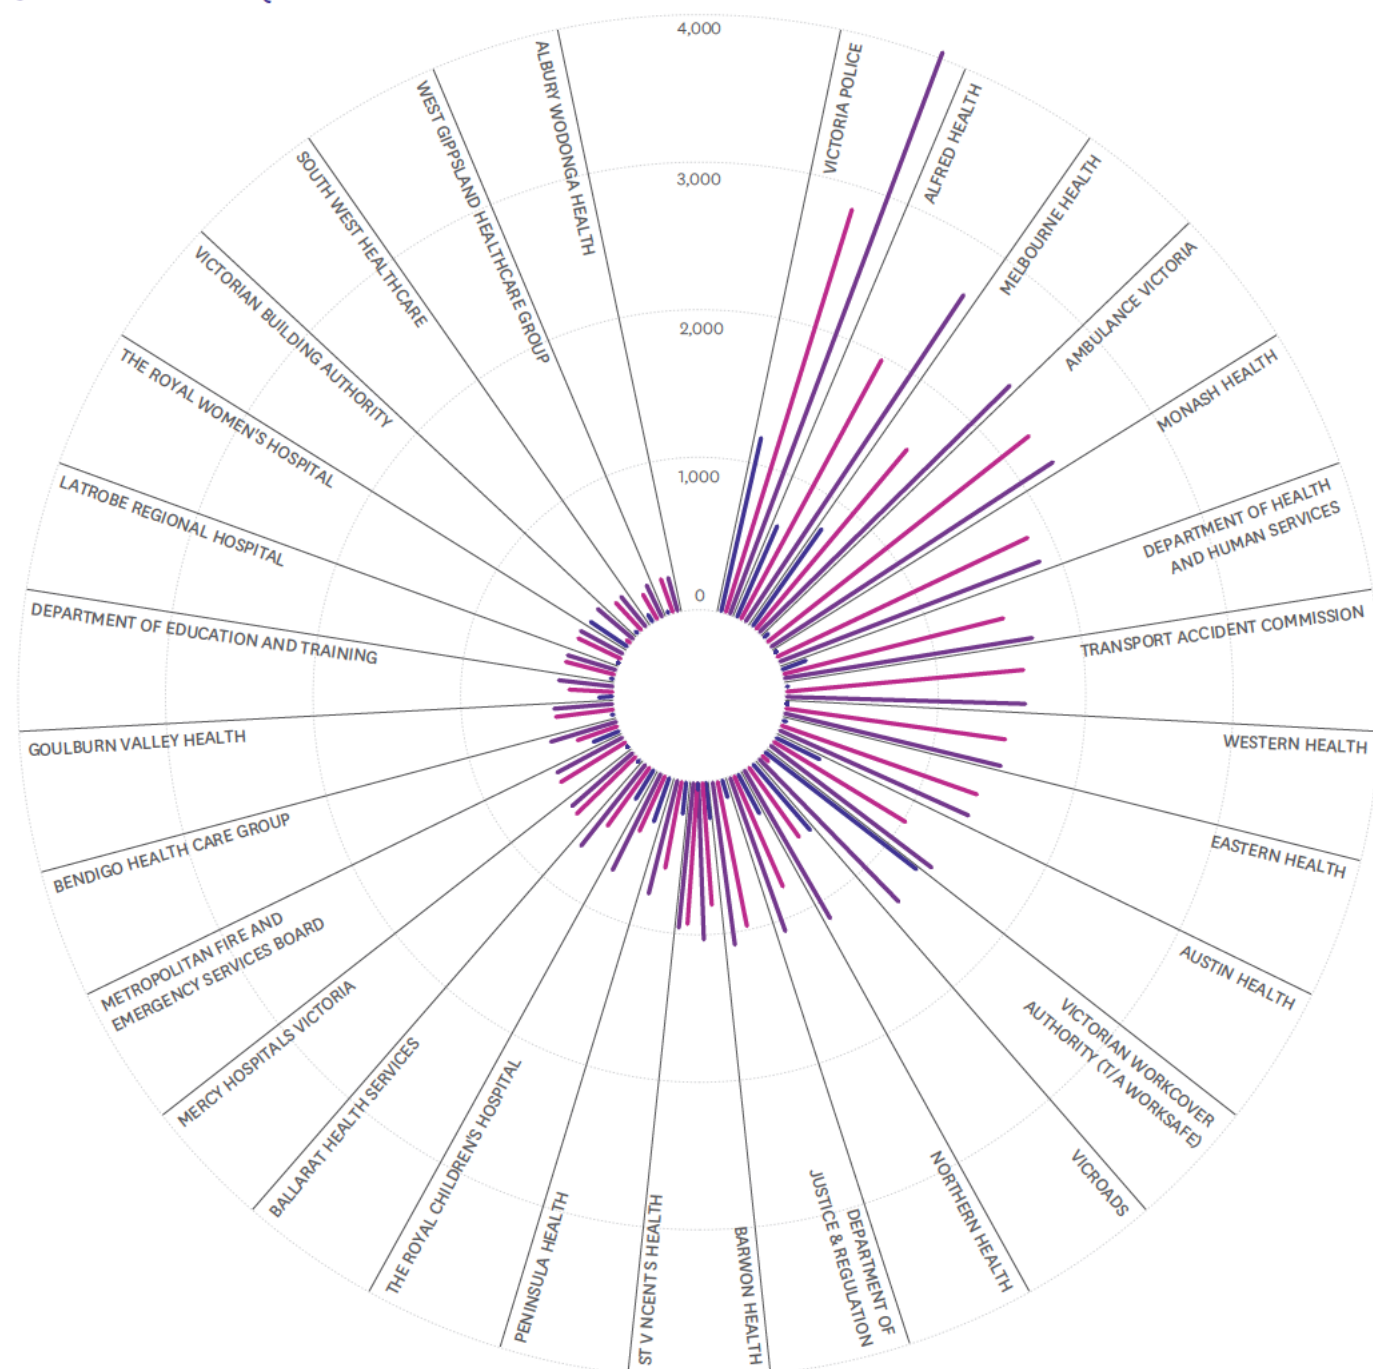 4,000
3,000
2,000
1,000
0
VICTORIA POLICE
ALFRED HEALTH
MELBOURNE HEALTH
AMBULANCE VICTORIA
MONASH HEALTH
DEPARTMENT OF HEALTH
AND HUMAN SERVICES
TRANSPORT ACCIDENT COMMISSION
WESTERN HEALTH
EASTERN HEALTH
AUSTIN HEALTH
VICTORIAN WORKCOVER
AUTHORITY (T/A WORKSAFE)
VICROADS
NORTHERN HEALTH
DEPARTMENT OF
JUSTICE & REGULATION
BARWON HEALTH
ST V NCENT S HEALTH
PENINSULA HEALTH
THE ROYAL CHILDREN'S HOSPITAL
BALLARAT HEALTH SERVICES
MERCY HOSPITALS VICTORIA
METROPOLITAN FIRE AND
EMERGENCY SERVICES BOARD
BENDIGO HEALTH CARE GROUP
GOULBURN VALLEY HEALTH
DEPARTMENT OF EDUCATION AND TRAINING
LATROBE REGIONAL HOSPITAL
THE ROYAL WOMEN'S HOSPITAL
VICTORIAN BUILDING AUTHORITY
SOUTH WEST HEALTHCARE
WEST GIPPSLAND HEALTHCARE GROUP
ALBURY WODONGA HEALTH